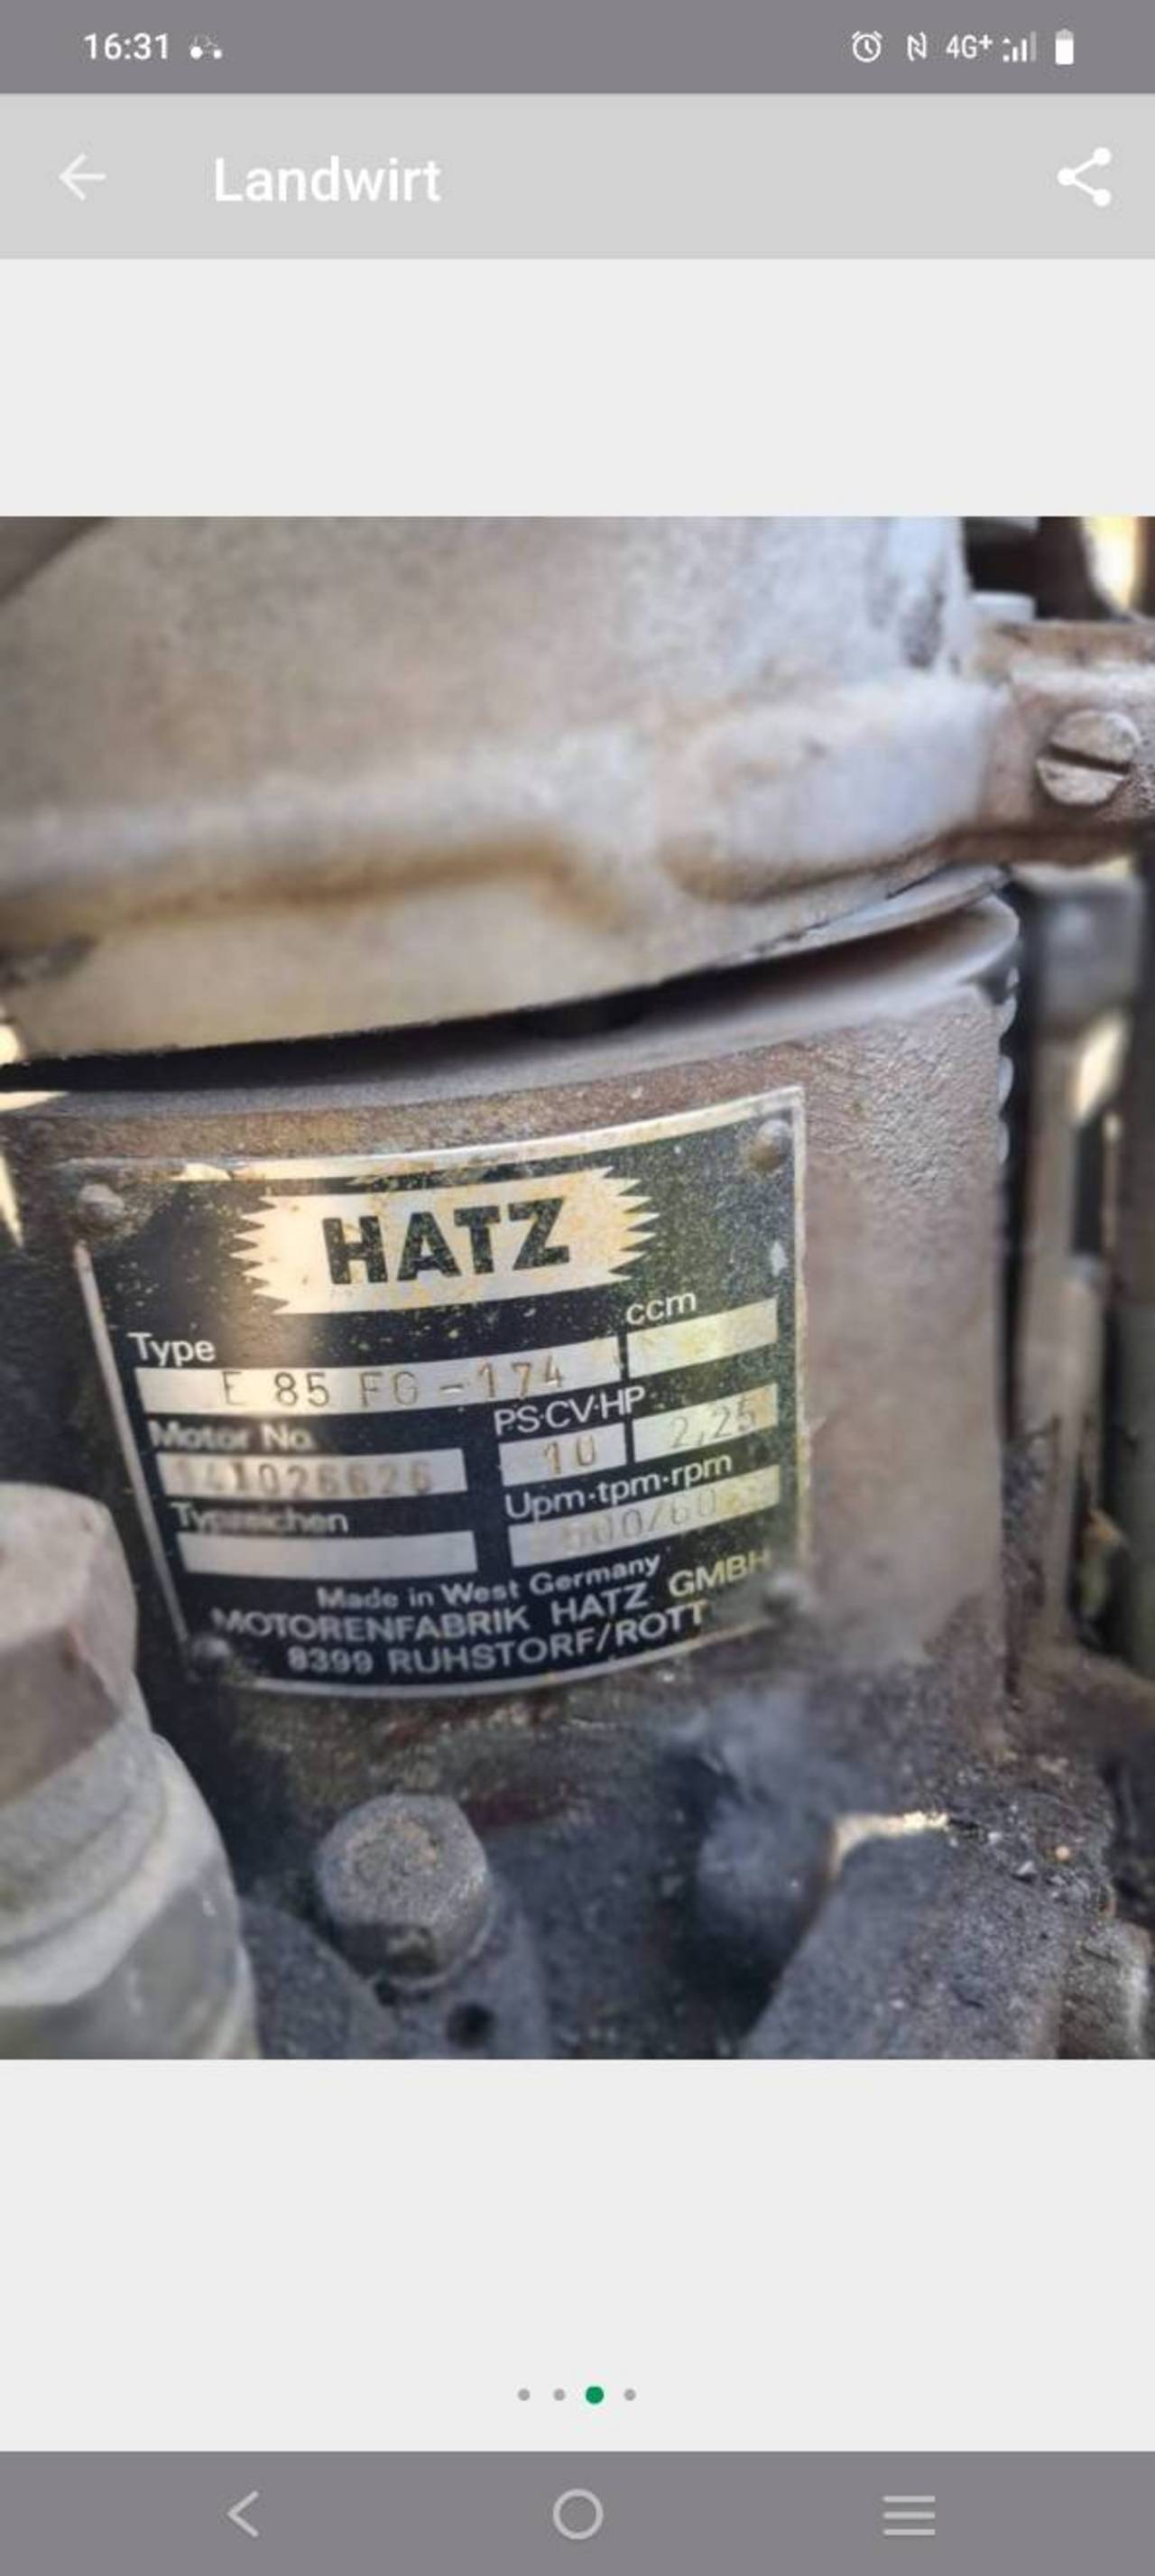 16:31
4G+
Landwirt
HATZ
Type
ccm
E 85 FG -174
Motor No.
PS·CV·HP
10
2,25
Upm·tpm·rpm
Made in West Germany
MOTORENFABRIK HATZ GMBH
8399 RUHSTORF/ROTT